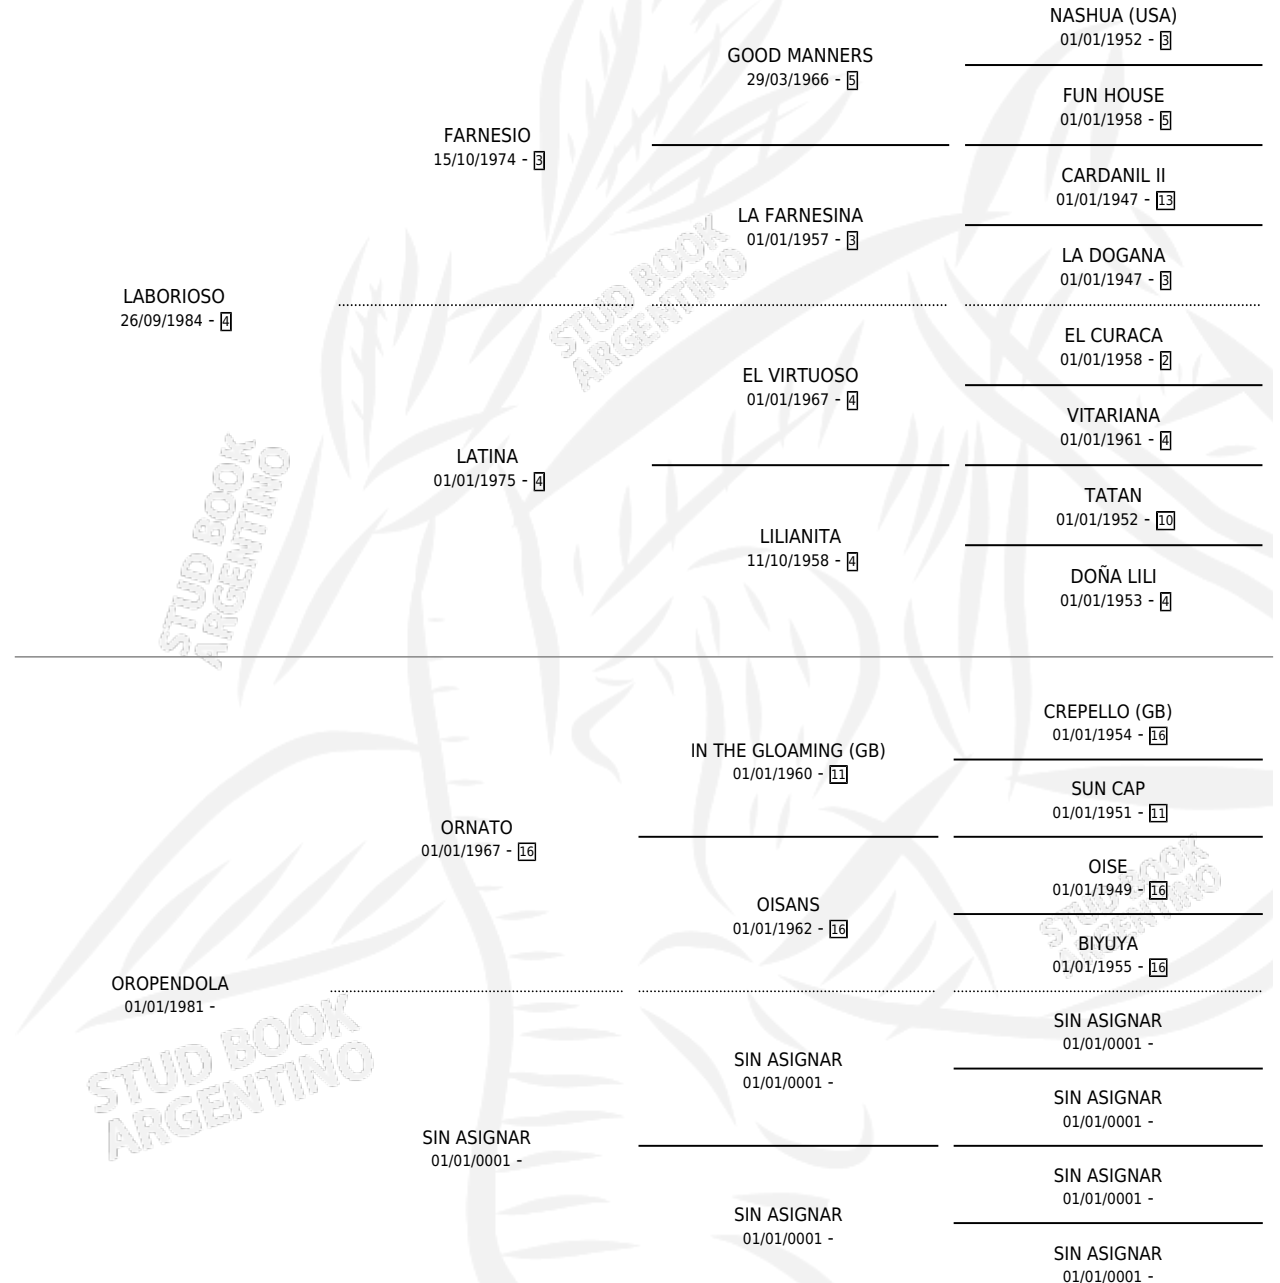 NASHUA (USA)
01/01/1952 - 3
GOOD MANNERS
29/03/1966 - 5
FUN HOUSE
01/01/1958 - 5
FARNESIO
15/10/1974 - 3
CARDANIL II
01/01/1947 - 13
LA FARNESINA
01/01/1957 - 3
LA DOGANA
01/01/1947 - 3
LABORIOSO
26/09/1984 - 4
EL CURACA
01/01/1958 - 2
EL VIRTUOSO
01/01/1967 - 4
VITARIANA
01/01/1961 - 4
LATINA
01/01/1975 - 4
TATAN
01/01/1952 - 10
LILIANITA
11/10/1958 - 4
DOÑA LILI
01/01/1953 - 4
STUD BOOK
ARGENTINO
STUD BOOK
ARGENTINO
CREPELLO (GB)
01/01/1954 - 16
IN THE GLOAMING (GB)
01/01/1960 - 11
SUN CAP
01/01/1951 - 11
ORNATO
01/01/1967 - 16
OISE
01/01/1949 - 16
OISANS
01/01/1962 - 16
BIYUYA
01/01/1955 - 16
STUD BOOK
ARGENTINO
OROPENDOLA
01/01/1981 -
SIN ASIGNAR
01/01/0001 -
SIN ASIGNAR
01/01/0001 -
SIN ASIGNAR
01/01/0001 -
STUD BOOK
ARGENTINO
SIN ASIGNAR
01/01/0001 -
SIN ASIGNAR
01/01/0001 -
SIN ASIGNAR
01/01/0001 -
SIN ASIGNAR
01/01/0001 -